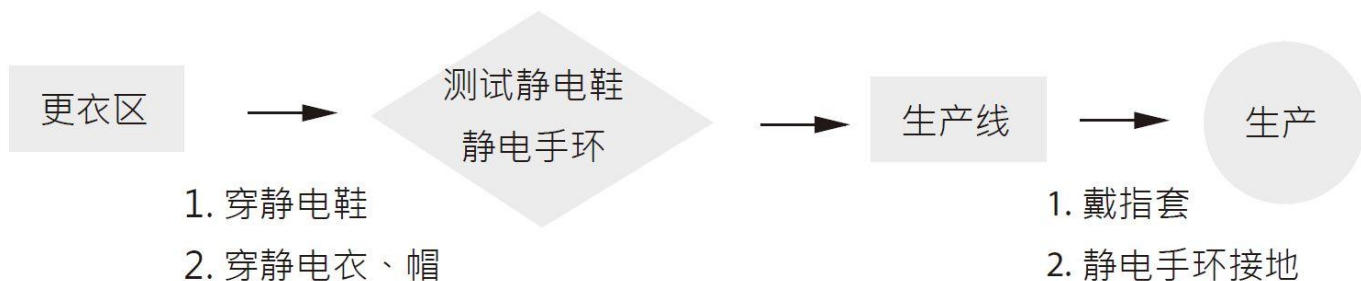 更衣区
1. 穿静电鞋
2. 穿静电衣、帽
测试静电鞋
静电手环
生产线
1. 戴指套
2. 静电手环接地
生产